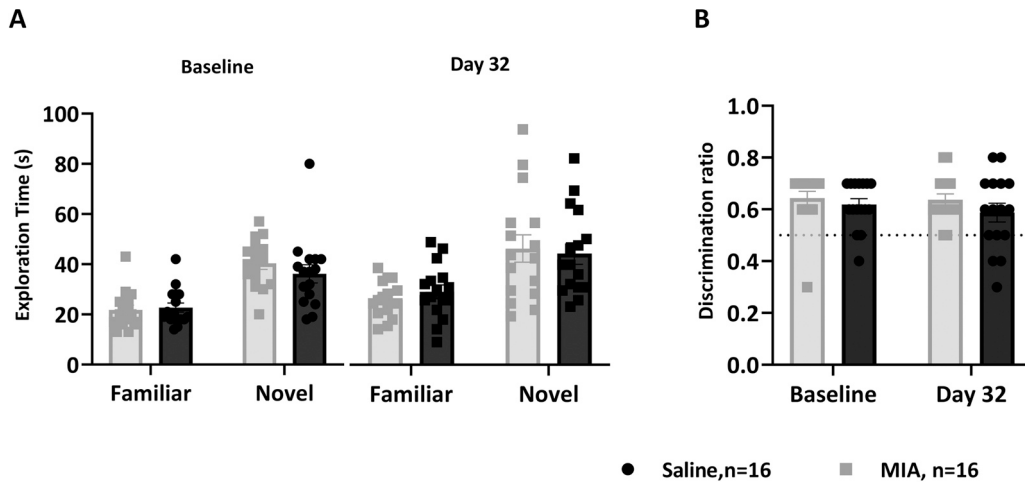 A
B
Baseline
Day 32
Exploration Time (s)
100
80
60
40
20
0
Familiar
Novel
Familiar
Novel
Discrimination ratio
1.0
0.8
0.6
0.4
0.2
0.0
Baseline
Day 32
Saline,n=16
MIA, n=16